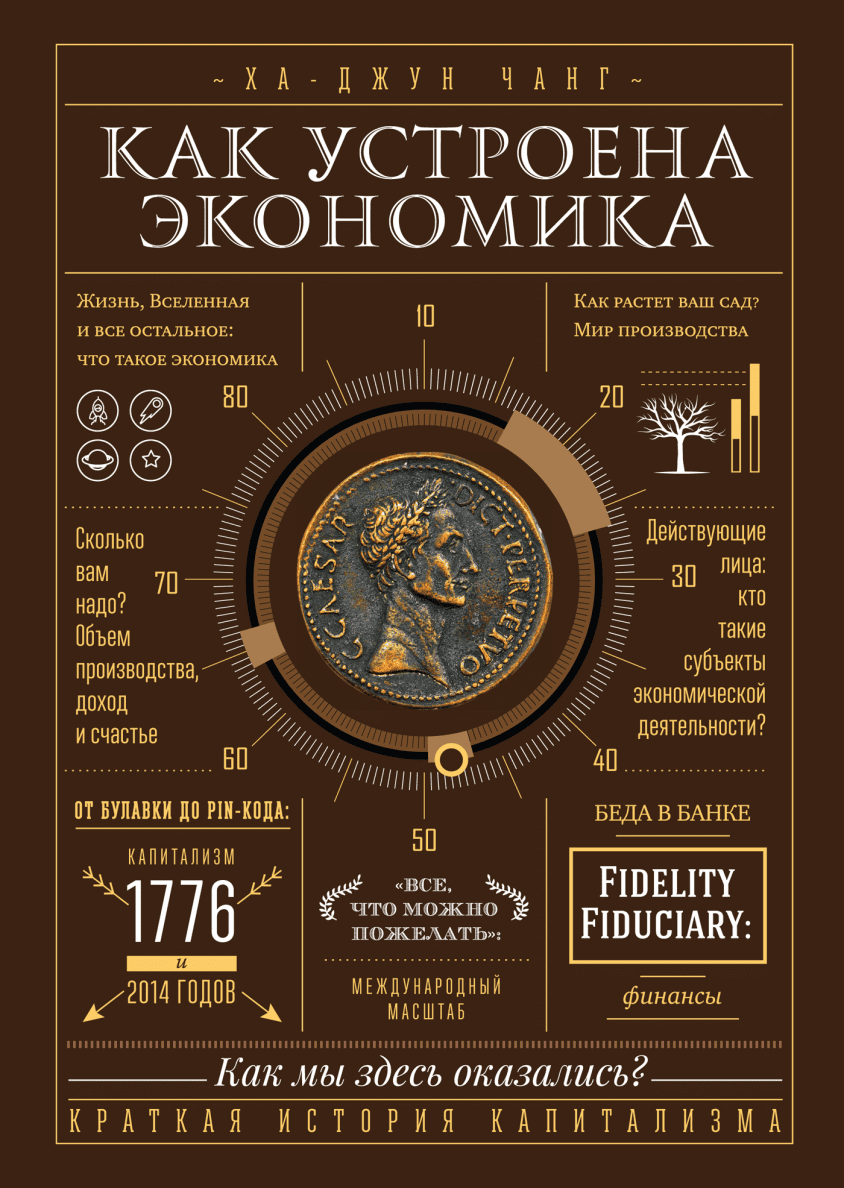 ~ХА-ДЖУН ЧАНГ~
КАК УСТРОЕНА
ЭКОНОМИКА
Жизнь, Вселенная
и все остальное:
что такое экономика
Как растет ваш сад?
Мир производства
10
20
30
40
50
60
70
80
C·CAESAR DICT·PERPETVO
Сколько
вам
надо?
Объем
производства,
доход
и счастье
Действующие
лица:
кто
такие
субъекты
экономической
деятельности?
ОТ БУЛАВКИ ДО PIN-КОДА:
КАПИТАЛИЗМ
1776
и
2014 ГОДОВ
«ВСЕ,
ЧТО МОЖНО
ПОЖЕЛАТЬ»:
МЕЖДУНАРОДНЫЙ
МАСШТАБ
БЕДА В БАНКЕ
FIDELITY
FIDUCIARY:
финансы
Как мы здесь оказались?
КРАТКАЯ ИСТОРИЯ КАПИТАЛИЗМА